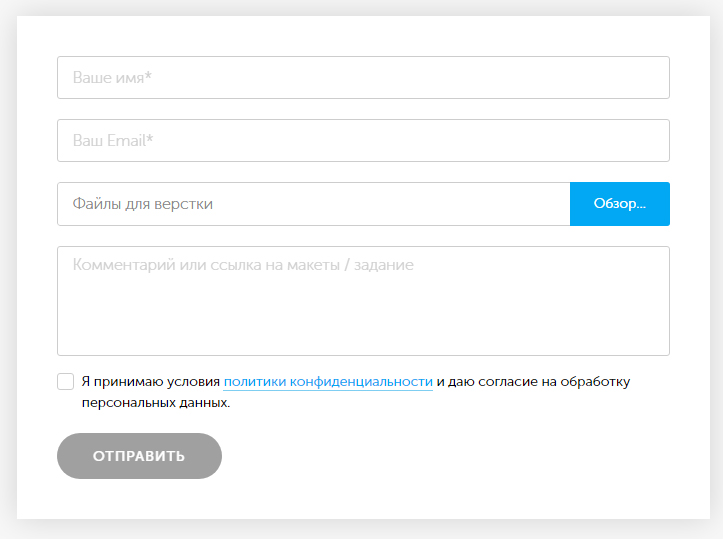 Ваше имя*
Ваш Email*
Файлы для верстки
Обзор...
Комментарий или ссылка на макеты / задание
Я принимаю условия политики конфиденциальности и даю согласие на обработку
персональных данных.
ОТПРАВИТЬ